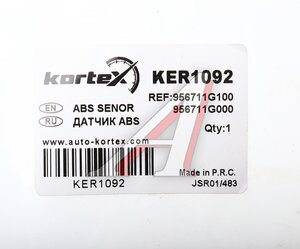 kortex KER1092
REF:956711G100
956711G000
EN ABS SENOR
RU ДАТЧИК ABS
Qty:1
www.auto-kortex.com
KER1092
Made in P.R.C.
JSR01/483